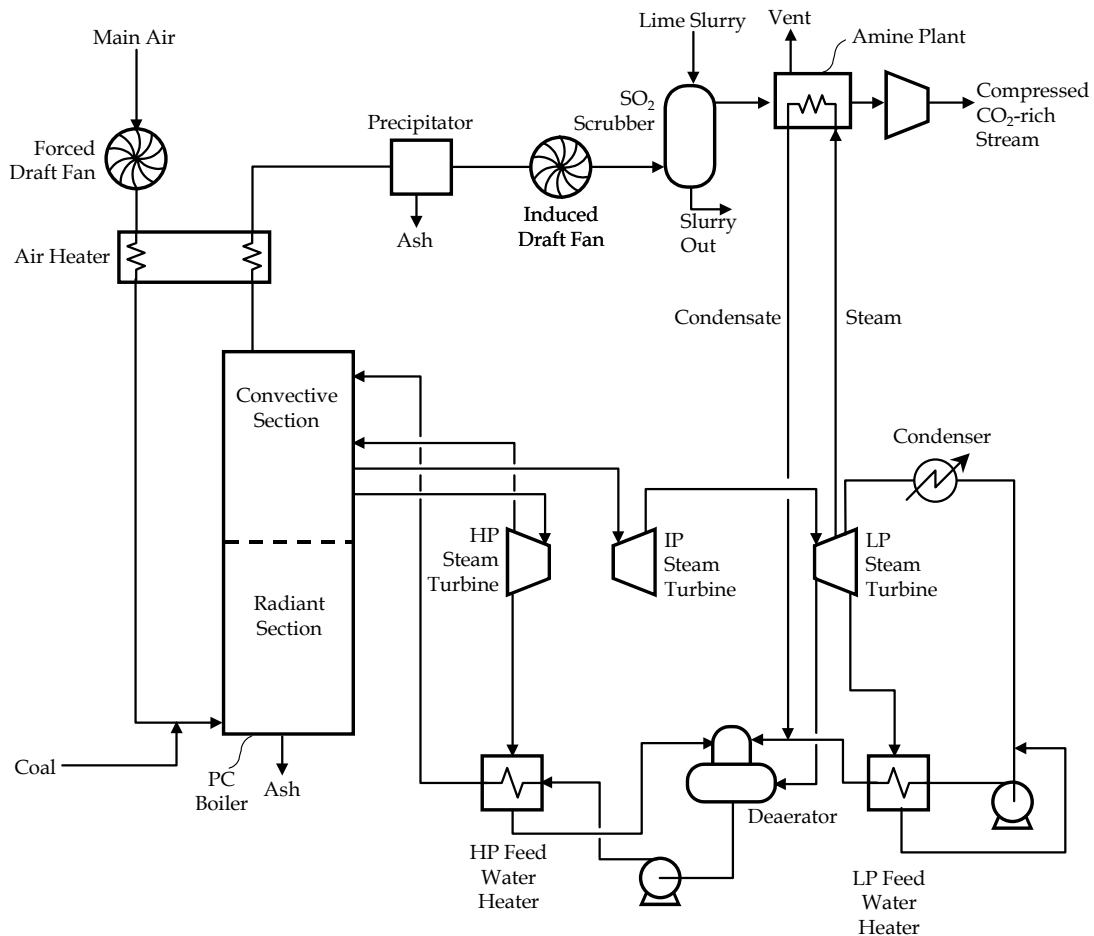 Main Air
Forced
Draft Fan
Air Heater
Precipitator
Ash
Induced
Draft Fan
Lime Slurry
SO2
Scrubber
Slurry
Out
Vent
Amine Plant
Compressed
CO2-rich
Stream
Condensate
Steam
Convective
Section
Radiant
Section
Coal
PC
Boiler
Ash
HP
Steam
Turbine
IP
Steam
Turbine
LP
Steam
Turbine
Condenser
HP Feed
Water
Heater
Deaerator
LP Feed
Water
Heater